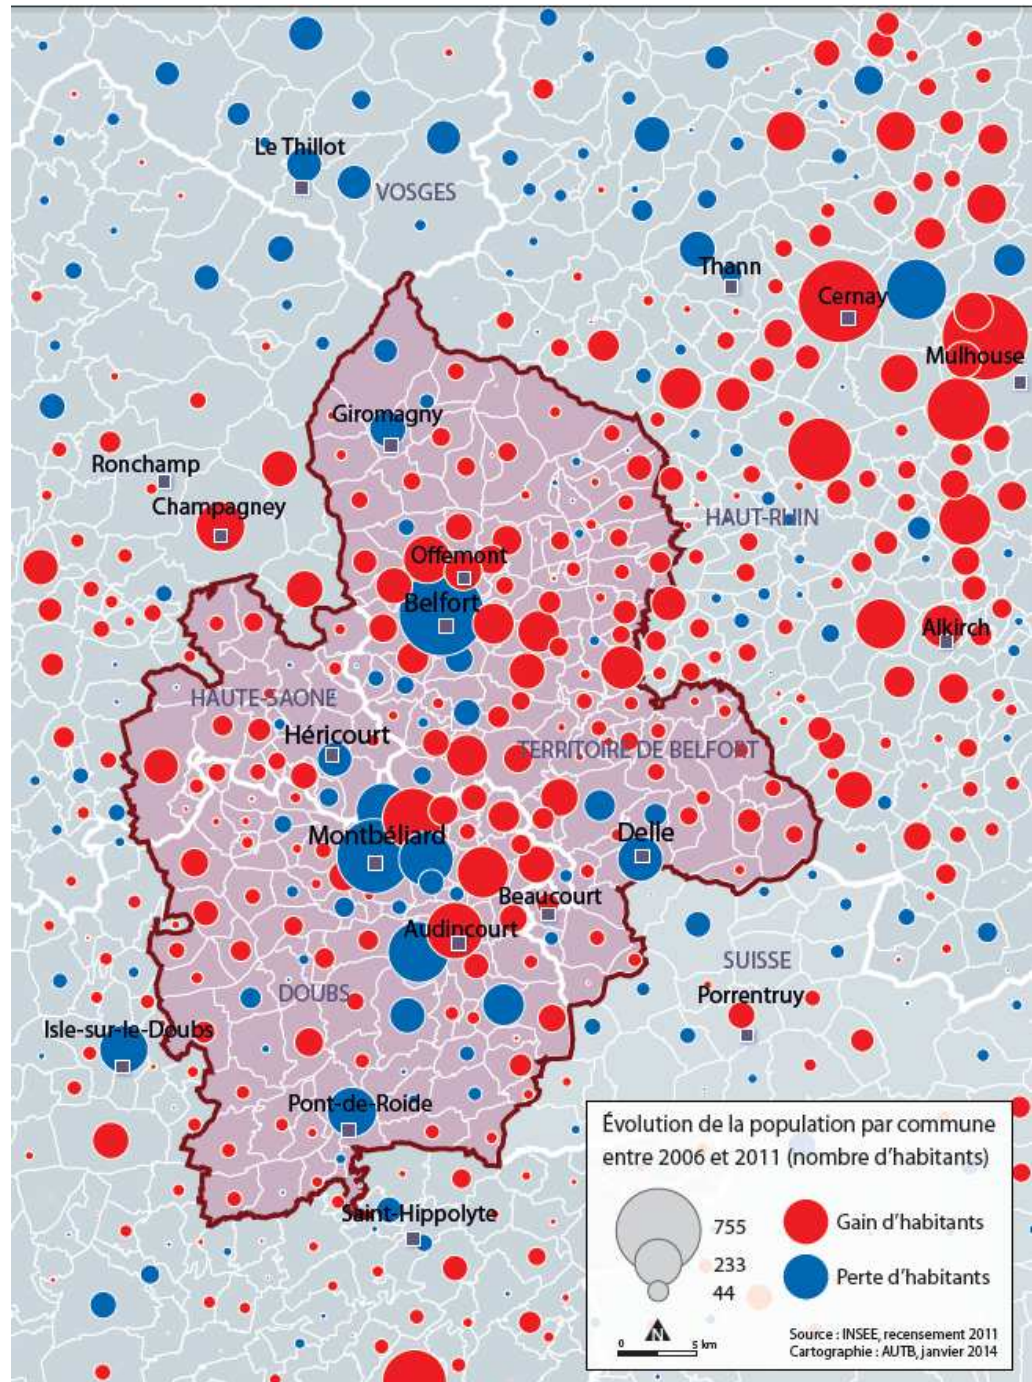 Le Thillot
VOSGES
Thann
Cernay
Mulhouse
Giromagny
Ronchamp
Champagney
HAUT-RHIN
Offemont
Belfort
Altkirch
HAUTE-SAONE
Héricourt
TERRITOIRE DE BELFORT
Montbéliard
Delle
Beaucourt
Audincourt
SUISSE
DOUBS
Porrentruy
Isle-sur-le-Doubs
Pont-de-Roide
Saint-Hippolyte
Évolution de la population par commune
entre 2006 et 2011 (nombre d'habitants)
755
233
44
Gain d'habitants
Perte d'habitants
N
0 5 km
Source : INSEE, recensement 2011
Cartographie : AUTB, janvier 2014